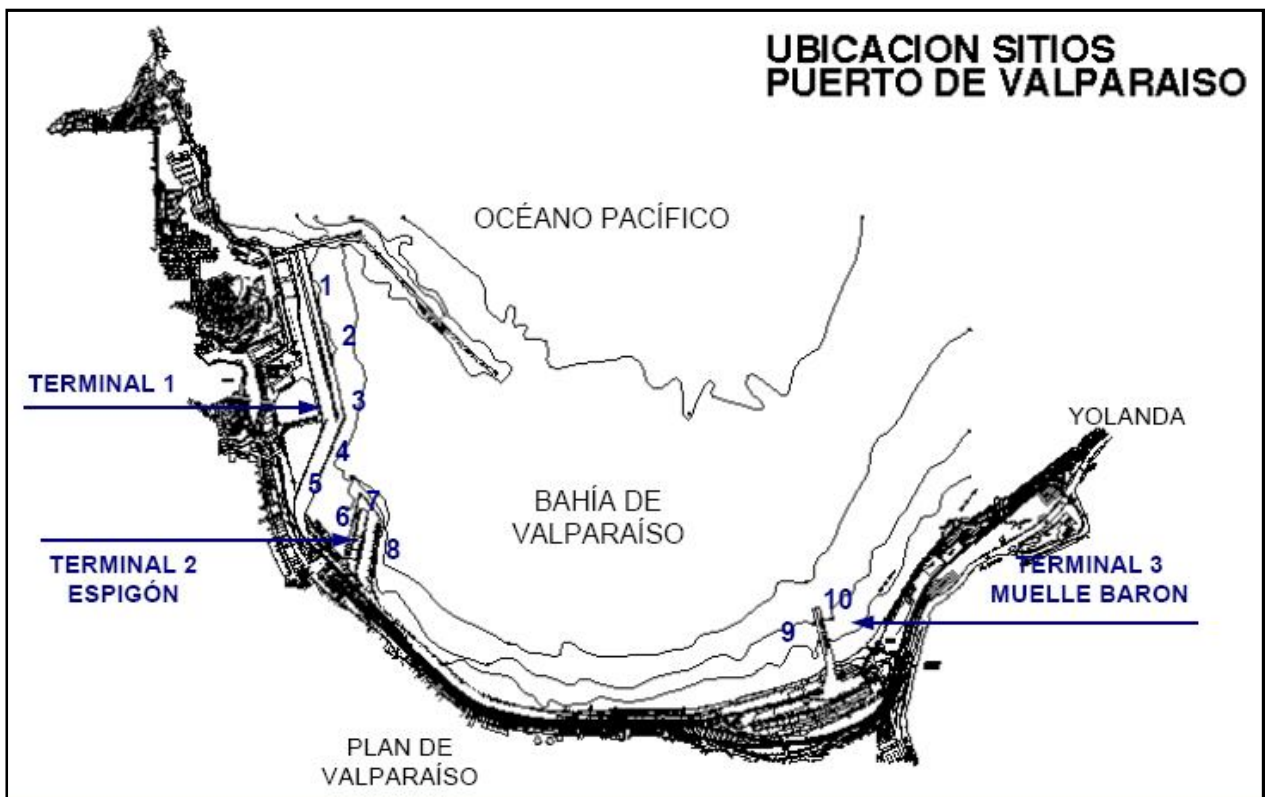 UBICACION SITIOS
PUERTO DE VALPARAISO
OCÉANO PACÍFICO
1
2
TERMINAL 1
3
YOLANDA
4
5
BAHÍA DE
VALPARAÍSO
7
6
8
TERMINAL 2
ESPIGÓN
TERMINAL 3
MUELLE BARON
10
9
PLAN DE
VALPARAÍSO